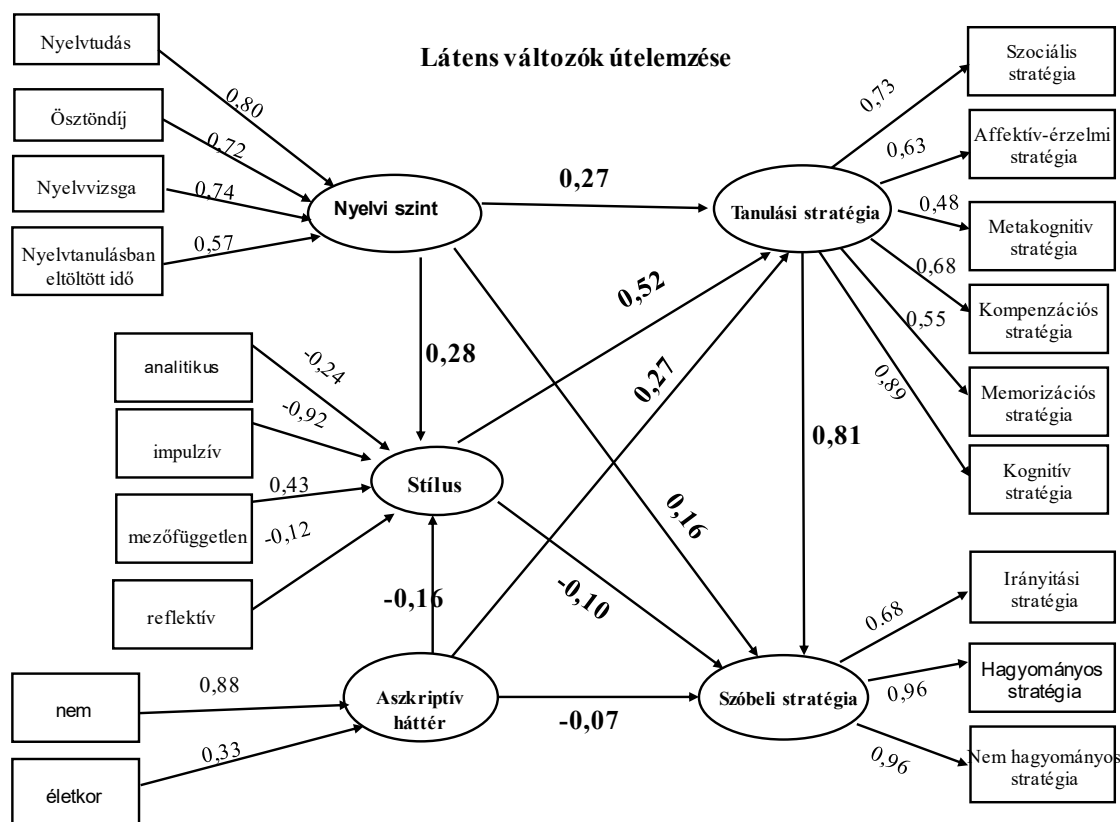 Látens változók útelemzése
Nyelvtudás
Ösztöndíj
Nyelvvizsga
Nyelvtanulásban
eltöltött idő
0,80
0,72
0,74
0,57
Nyelvi szint
0,27
0,28
0,16
analitikus
impulzív
mezőfüggetlen
reflektív
-0,24
-0,92
0,43
-0,12
Stílus
0,52
-0,10
nem
életkor
0,88
0,33
Aszkriptív
háttér
-0,16
0,27
-0,07
Tanulási stratégia
0,81
0,73
0,63
0,48
0,68
0,55
0,89
Szociális
stratégia
Affektív-érzelmi
stratégia
Metakognitív
stratégia
Kompenzációs
stratégia
Memorizációs
stratégia
Kognitív
stratégia
Szóbeli stratégia
0.68
0,96
0,96
Irányítási
stratégia
Hagyományos
stratégia
Nem hagyományos
stratégia